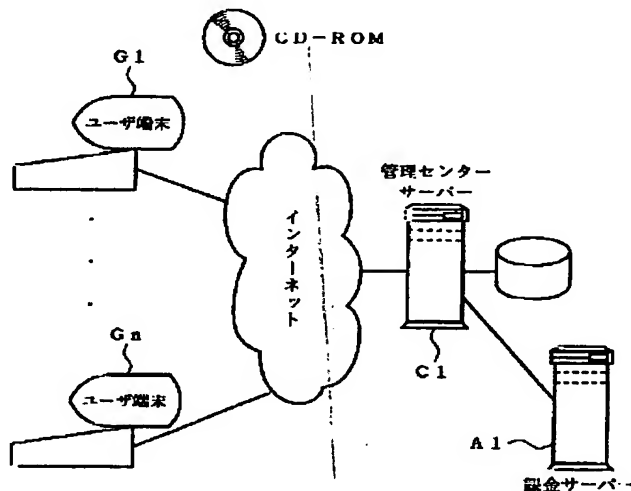 CD-ROM
G1
ユーザ端末
管理センター
サーバー
インターネット
Gn
ユーザ端末
C1
A1
課金サーバー